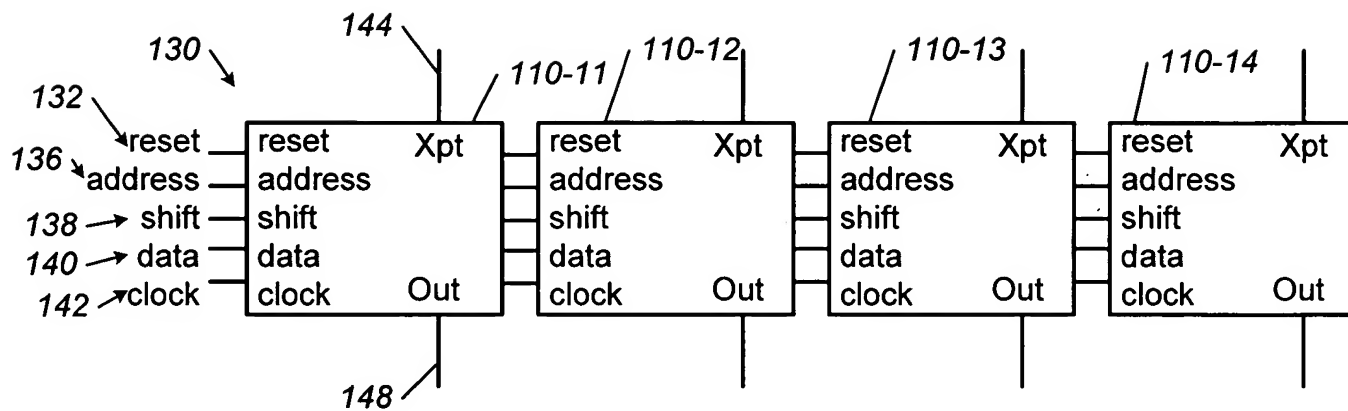 144
130
110-11
110-12
110-13
110-14
132
reset
reset Xpt
reset Xpt
reset Xpt
reset Xpt
136
address
address
address
address
address
138
shift
shift
shift
shift
shift
140
data
data
data
data
data
142
clock
clock Out
clock Out
clock Out
clock Out
148